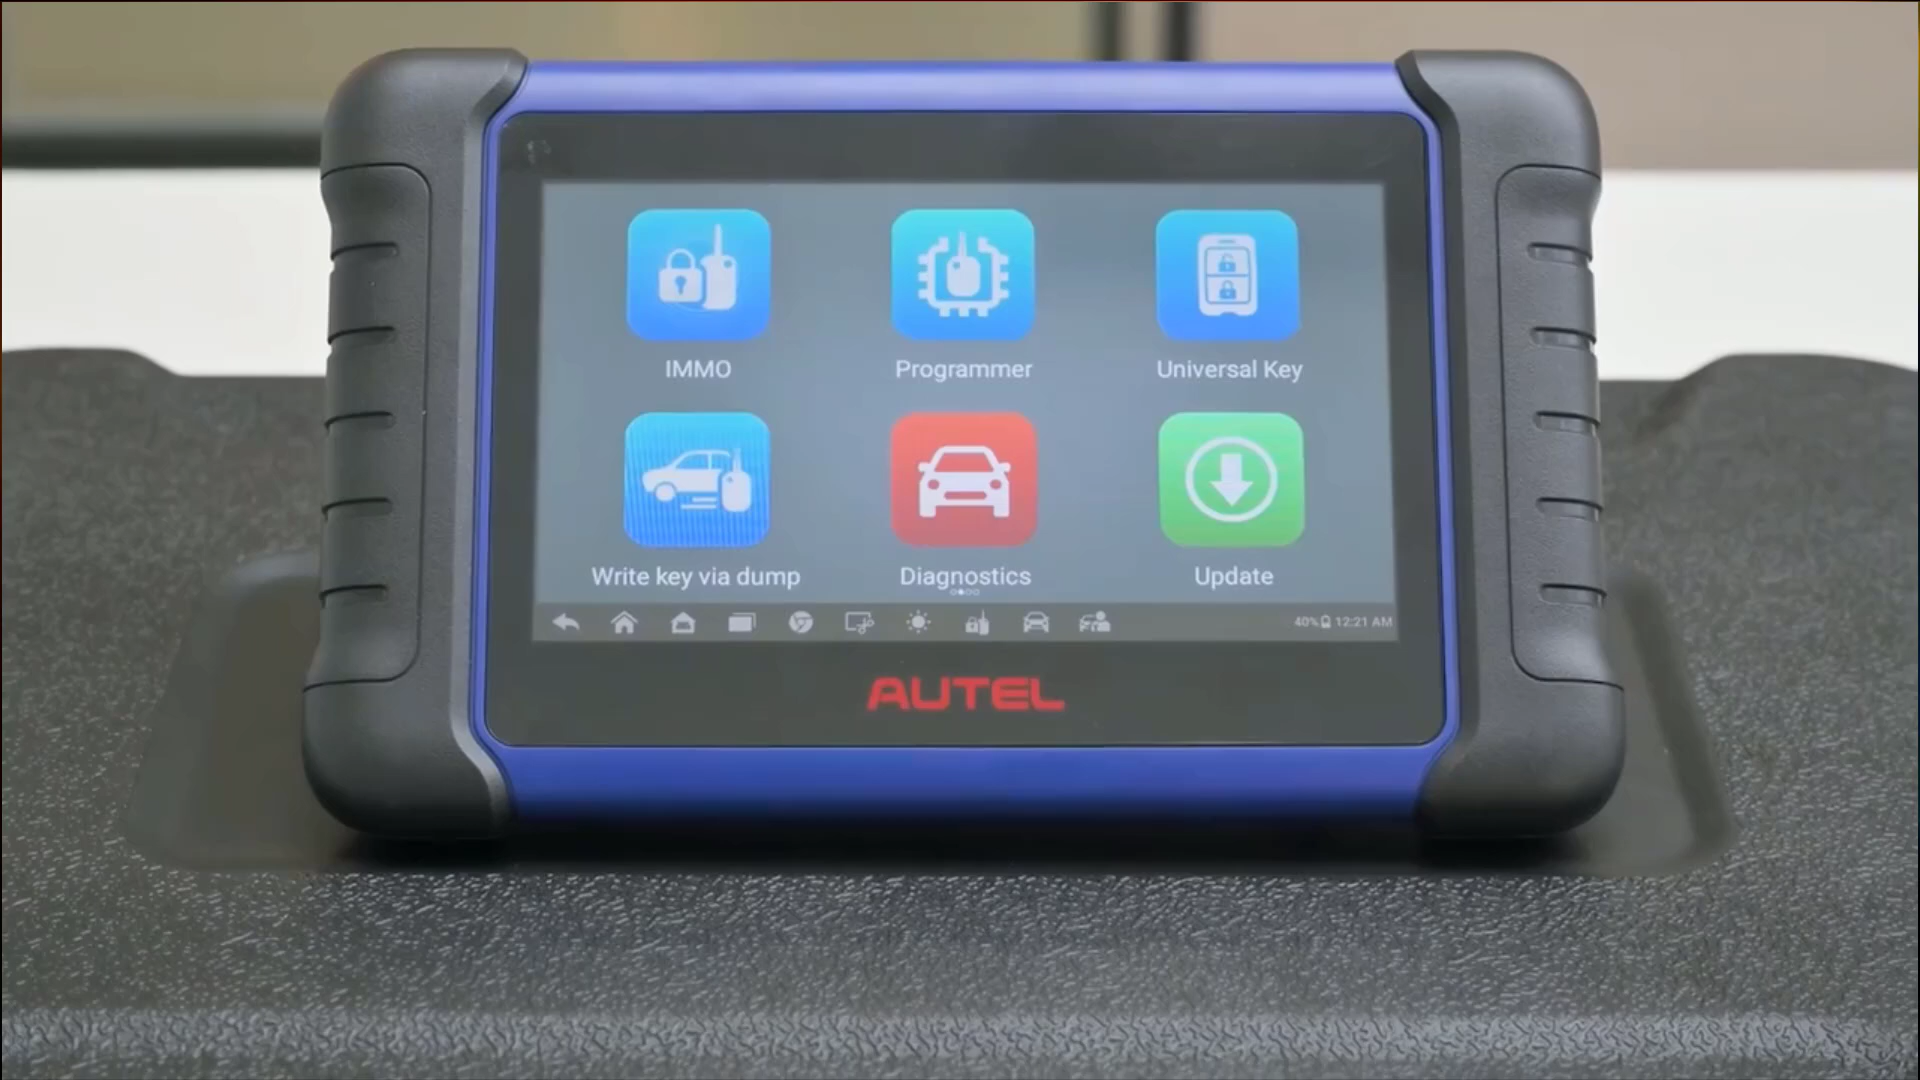 IMMO
Programmer
Universal Key
Write key via dump
Diagnostics
Update
40% 12:21 AM
AUTEL